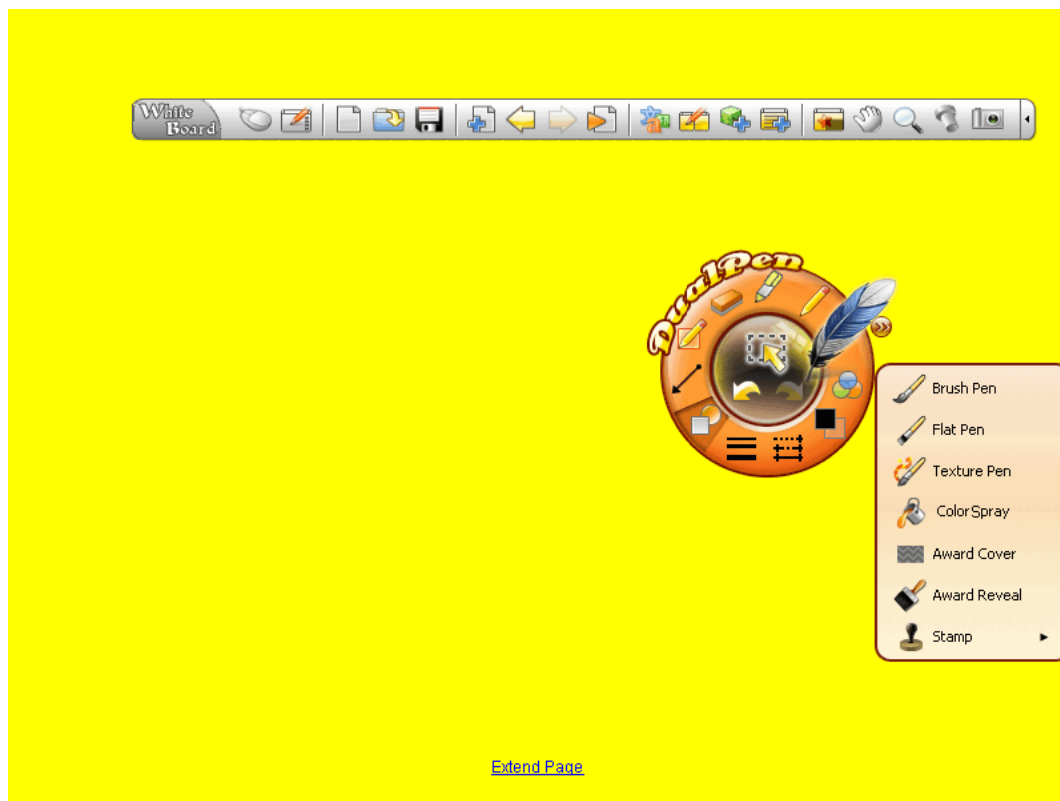 White
Board
DualPen
Brush Pen
Flat Pen
Texture Pen
ColorSpray
Award Cover
Award Reveal
Stamp
Extend Page